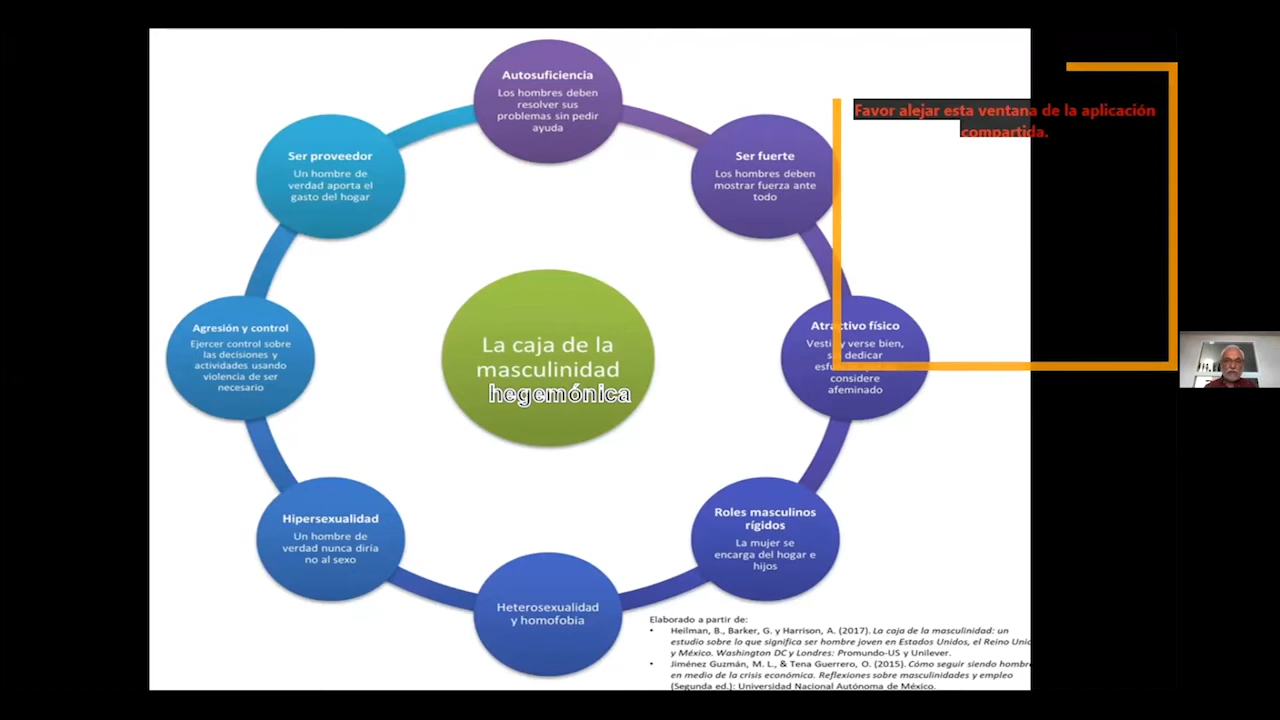 Autosuficiencia
Los hombres deben
resolver sus
problemas sin pedir
ayuda
Ser fuerte
Los hombres deben
mostrar fuerza ante
todo
Favor alejar esta ventana de la aplicación
compartida.
Atractivo físico
Vestir y verse bien,
sin dedicar
considere
afeminado
Roles masculinos
rígidos
La mujer se
encarga del hogar e
hijos
Heterosexualidad
y homofobia
Hipersexualidad
Un hombre de
verdad nunca diría
no al sexo
Agresión y control
Ejercer control sobre
las decisiones y
actividades usando
violencia de ser
necesario
Ser proveedor
Un hombre de
verdad aporta el
gasto del hogar
La caja de la
masculinidad
hegemónica
Elaborado a partir de:
• Heilman, B., Barker, G. y Harrison, A. (2017). La caja de la masculinidad: un
estudio sobre lo que significa ser hombre joven en Estados Unidos, el Reino
y México. Washington DC y Londres: Promundo-US y Unilever.
• Jiménez Guzmán, M. L., & Tena Guerrero, O. (2015). Cómo seguir siendo hombre
en medio de la crisis económica. Reflexiones sobre masculinidades y empleo
(Segunda ed.): Universidad Nacional Autónoma de México.